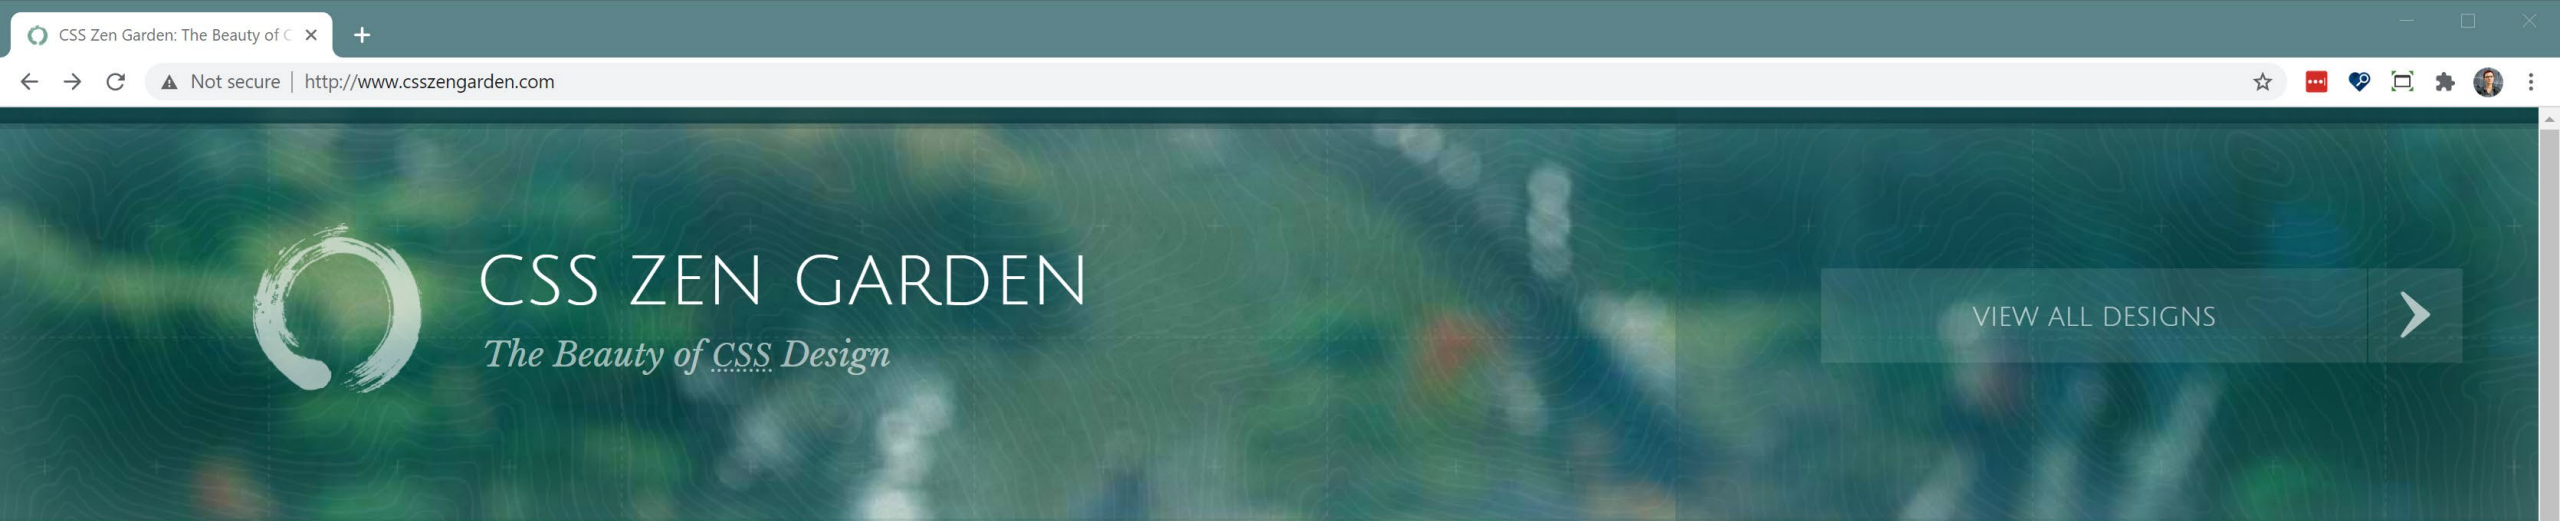 CSS Zen Garden: The Beauty of C
Not secure | http://www.csszengarden.com
CSS ZEN GARDEN
The Beauty of CSS Design
VIEW ALL DESIGNS